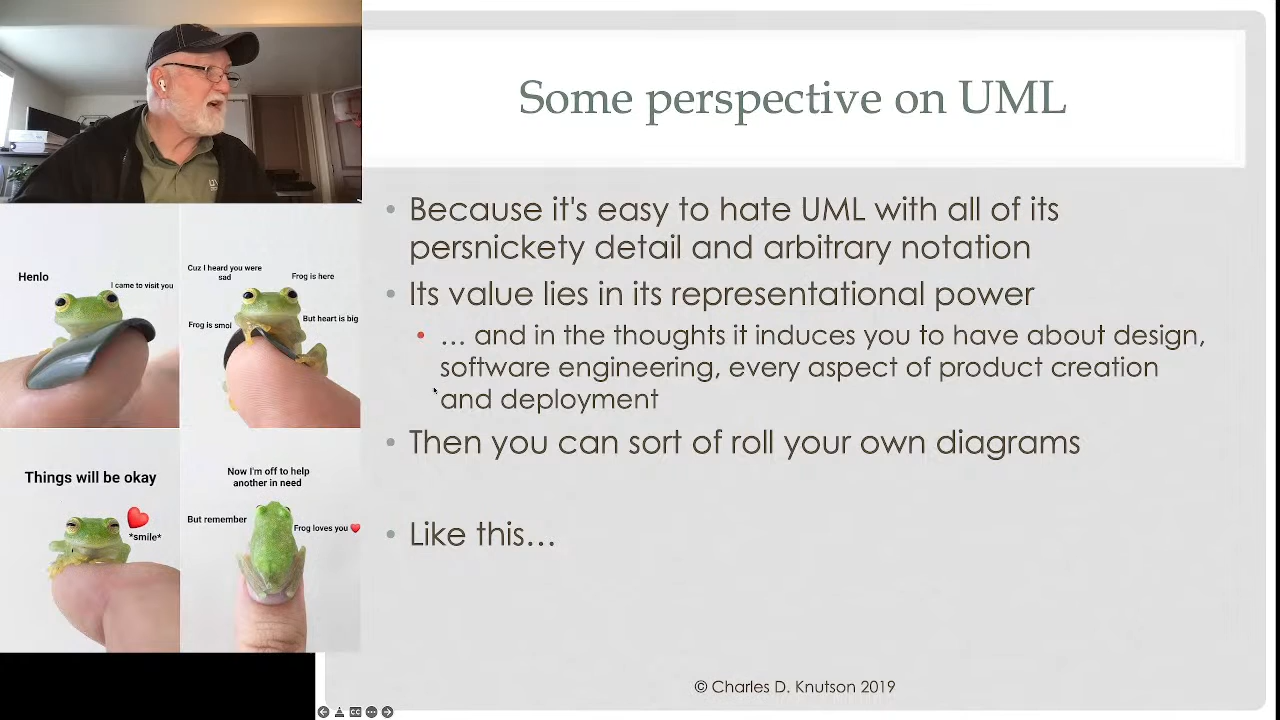 Some perspective on UML
Because it's easy to hate UML with all of its
persnickety detail and arbitrary notation
Its value lies in its representational power
… and in the thoughts it induces you to have about design,
software engineering, every aspect of product creation
and deployment
Then you can sort of roll your own diagrams
Like this…
© Charles D. Knutson 2019
Henlo
I came to visit you
Cuz I heard you were
sad
Frog is here
Frog is smol
But heart is big
Things will be okay
*smile*
Now I'm off to help
another in need
But remember
Frog loves you ❤️
CC